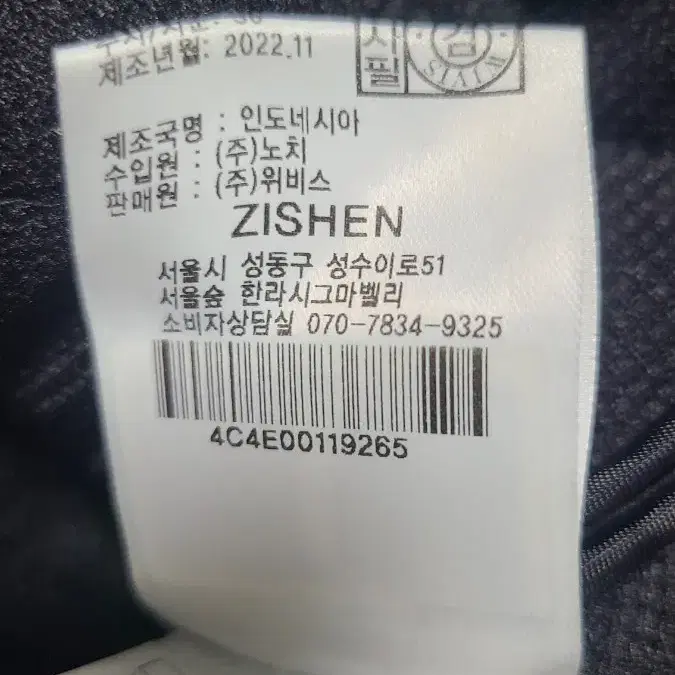 제조년월: 2022.11
필 검
제조국명 : 인도네시아
수입원 : (주)노치
판매원 : (주)위비스
ZISHEN
서울시 성동구 성수이로51
서울숲 한라시그마밸리
소비자상담실 070-7834-9325
4C4E00119265